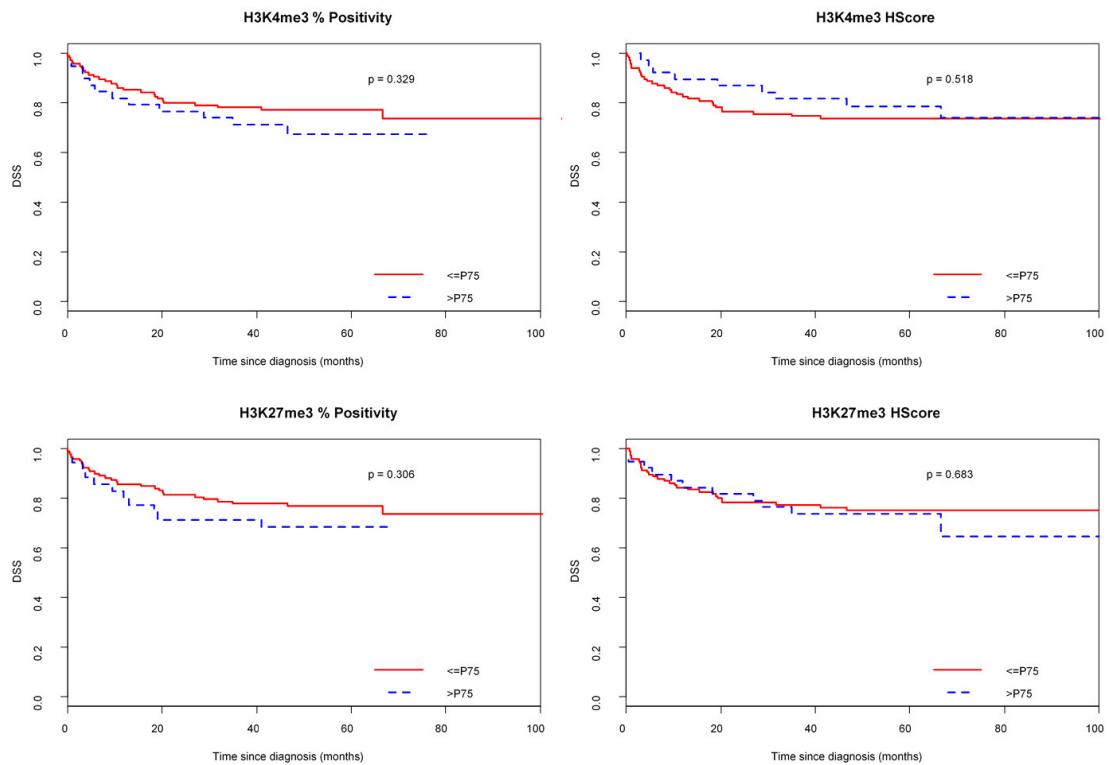 H3K4me3 % Positivity
p = 0.329
DSS
0.0 0.2 0.4 0.6 0.8 1.0
<=P75
>P75
0 20 40 60 80 100
Time since diagnosis (months)
H3K4me3 HScore
p = 0.518
DSS
0.0 0.2 0.4 0.6 0.8 1.0
<=P75
>P75
0 20 40 60 80 100
Time since diagnosis (months)
H3K27me3 % Positivity
p = 0.306
DSS
0.0 0.2 0.4 0.6 0.8 1.0
<=P75
>P75
0 20 40 60 80 100
Time since diagnosis (months)
H3K27me3 HScore
p = 0.683
DSS
0.0 0.2 0.4 0.6 0.8 1.0
<=P75
>P75
0 20 40 60 80 100
Time since diagnosis (months)